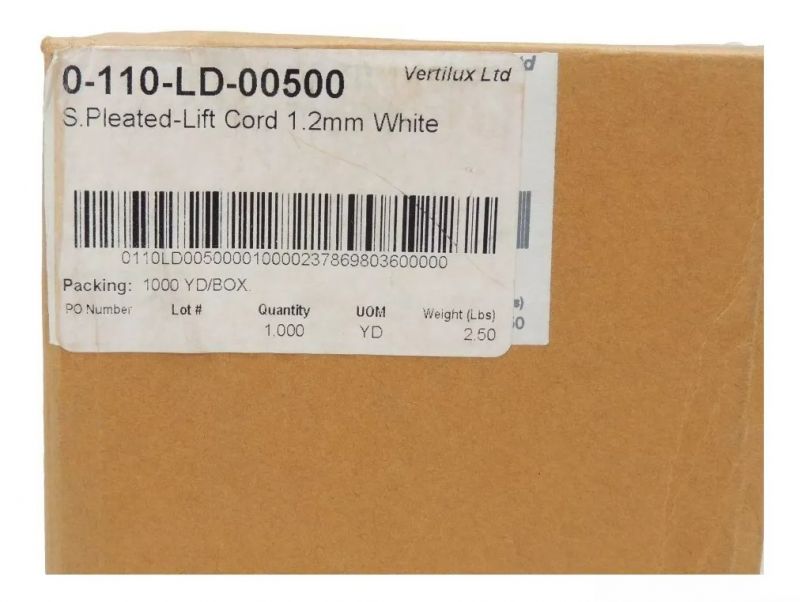 0-110-LD-00500 Vertilux Ltd
S.Pleated-Lift Cord 1.2mm White
0110LD005000010000237869803600000
Packing: 1000 YD/BOX.
PO Number Lot # Quantity UOM Weight (Lbs)
1.000 YD 2.50